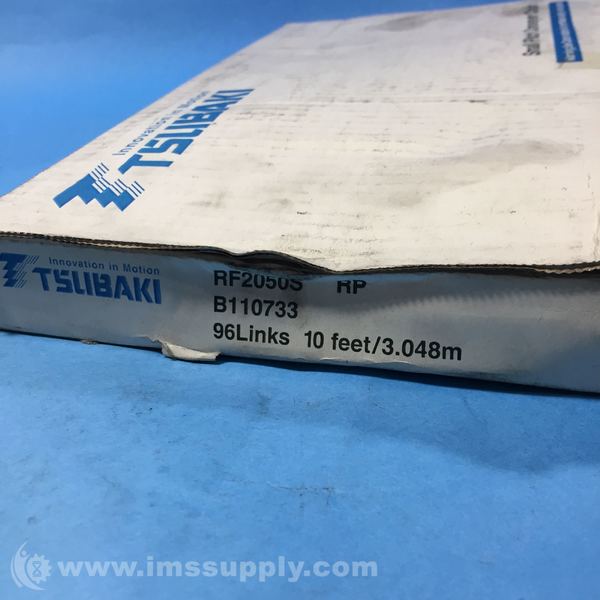 Innovation in Motion
TSUBAKI
Innovation in Motion
TSUBAKI
RF2050S RP
B110733
96Links 10 feet/3.048m
www.imssupply.com